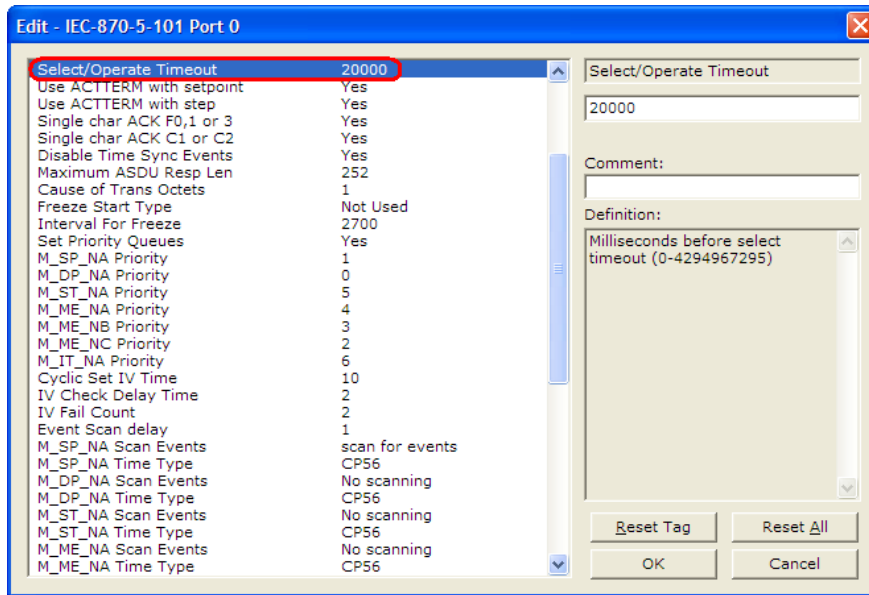 Edit - IEC-870-5-101 Port 0
Select/Operate Timeout 20000
Use ACTTERM with setpoint Yes
Use ACTTERM with step Yes
Single char ACK F0,1 or 3 Yes
Single char ACK C1 or C2 Yes
Disable Time Sync Events Yes
Maximum ASDU Resp Len 252
Cause of Trans Octets 1
Freeze Start Type Not Used
Interval For Freeze 2700
Set Priority Queues Yes
M_SP_NA Priority 1
M_DP_NA Priority 0
M_ST_NA Priority 5
M_ME_NA Priority 4
M_ME_NB Priority 3
M_ME_NC Priority 2
M_IT_NA Priority 6
Cyclic Set IV Time 10
IV Check Delay Time 2
IV Fail Count 2
Event Scan delay 1
M_SP_NA Scan Events scan for events
M_SP_NA Time Type CP56
M_DP_NA Scan Events No scanning
M_DP_NA Time Type CP56
M_ST_NA Scan Events No scanning
M_ST_NA Time Type CP56
M_ME_NA Scan Events No scanning
M_ME_NA Time Type CP56
Select/Operate Timeout
20000
Comment:
Definition:
Milliseconds before select
timeout (0-4294967295)
Reset Tag Reset All
OK Cancel